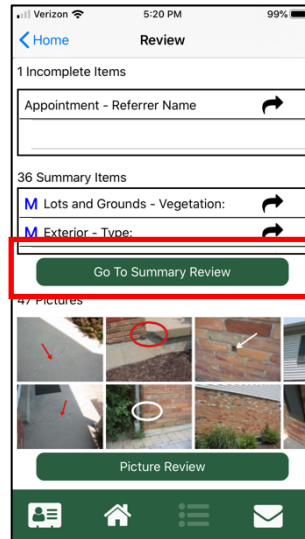 Verizon 5:20 PM 99%
Home Review
1 Incomplete Items
Appointment - Referrer Name
36 Summary Items
M Lots and Grounds - Vegetation:
M Exterior - Type:
Go To Summary Review
47 Pictures
Picture Review